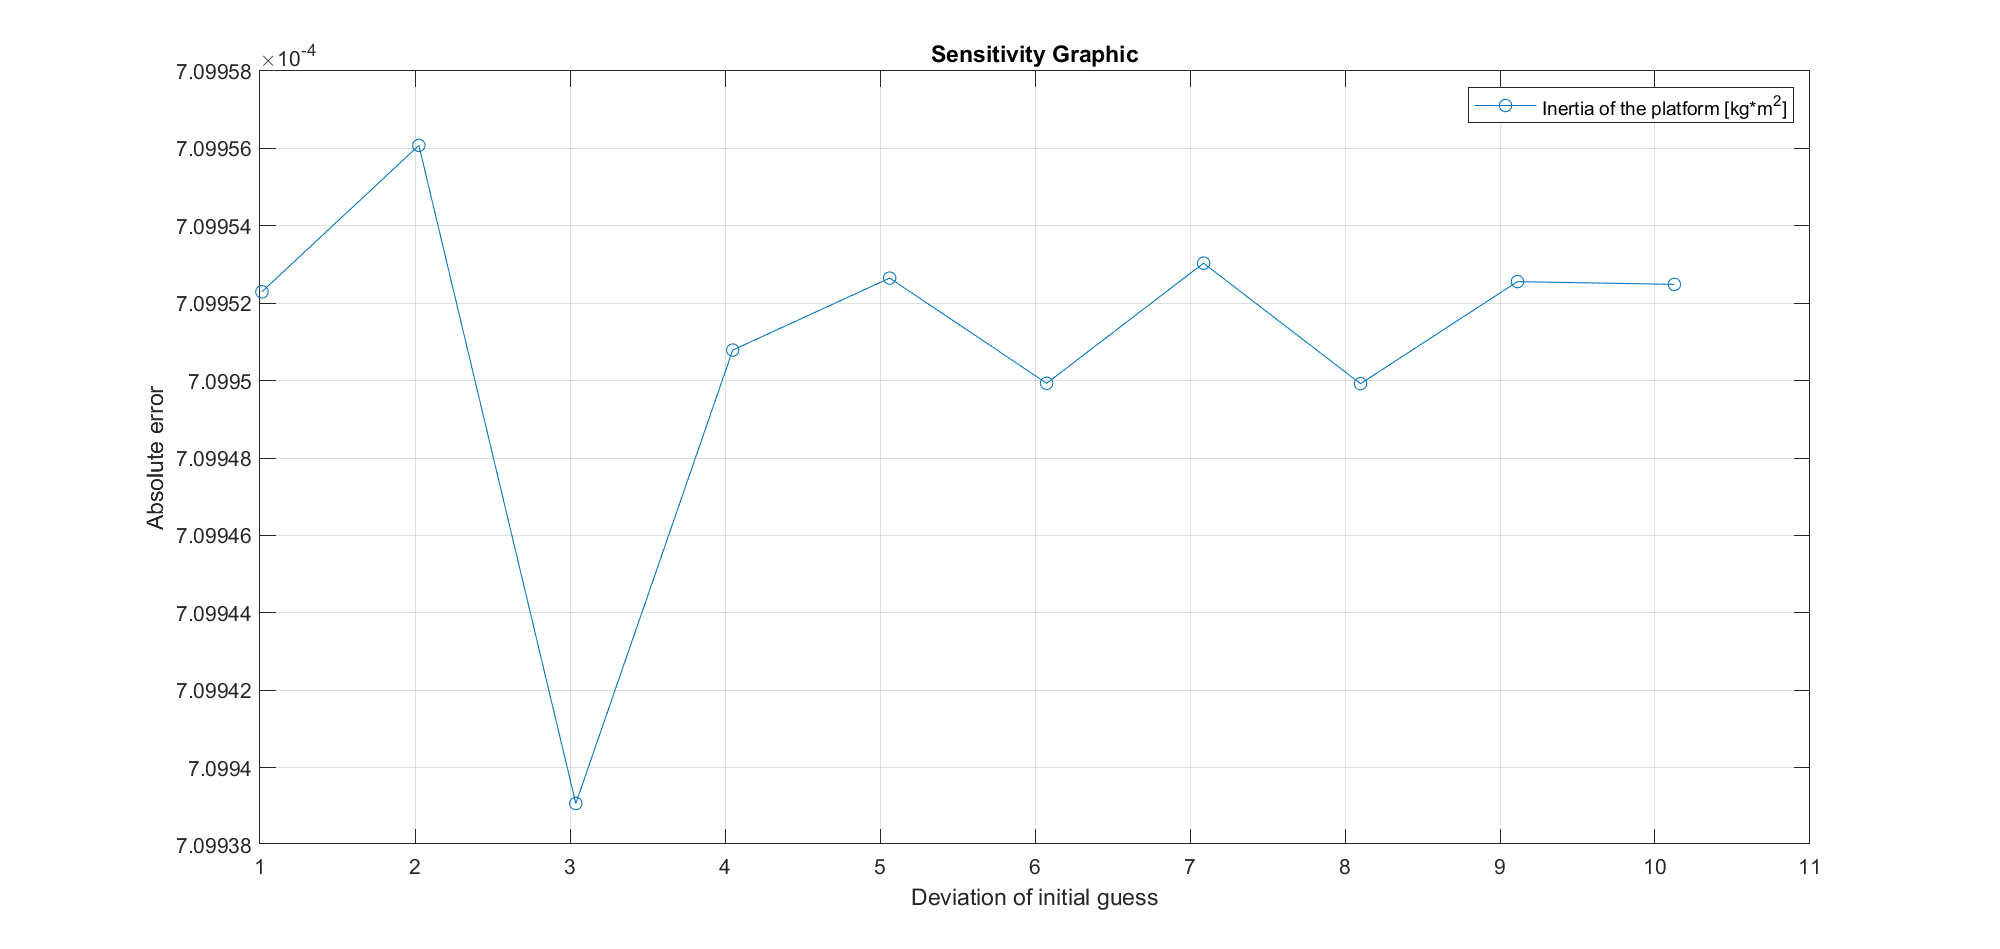 Sensitivity Graphic
×10-4
7.09958
7.09956
7.09954
7.09952
7.0995
7.09948
7.09946
7.09944
7.09942
7.0994
7.09938
Absolute error
Inertia of the platform [kg*m2]
1 2 3 4 5 6 7 8 9 10 11
Deviation of initial guess